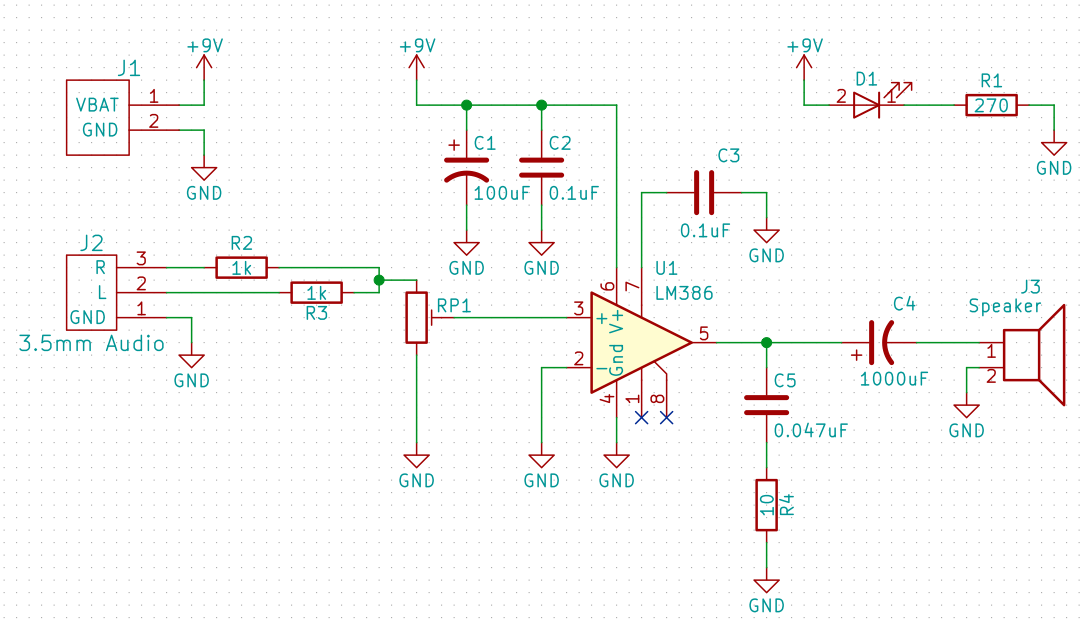 +9V
+9V
+9V
J1
VBAT 1
GND 2
GND
D1
2 1
R1
270
GND
+ C1
100uF
GND
C2
0.1uF
GND
C3
0.1uF
GND
J2
R 3
L 2
GND 1
3.5mm Audio
GND
R2
1k
1k
R3
RP1
GND
U1
LM386
6 7
3 +
2 −
V+
Gnd
5
4 1 8
GND
GND
C4
+
1000uF
J3
Speaker
1
2
GND
C5
0.047uF
10
R4
GND